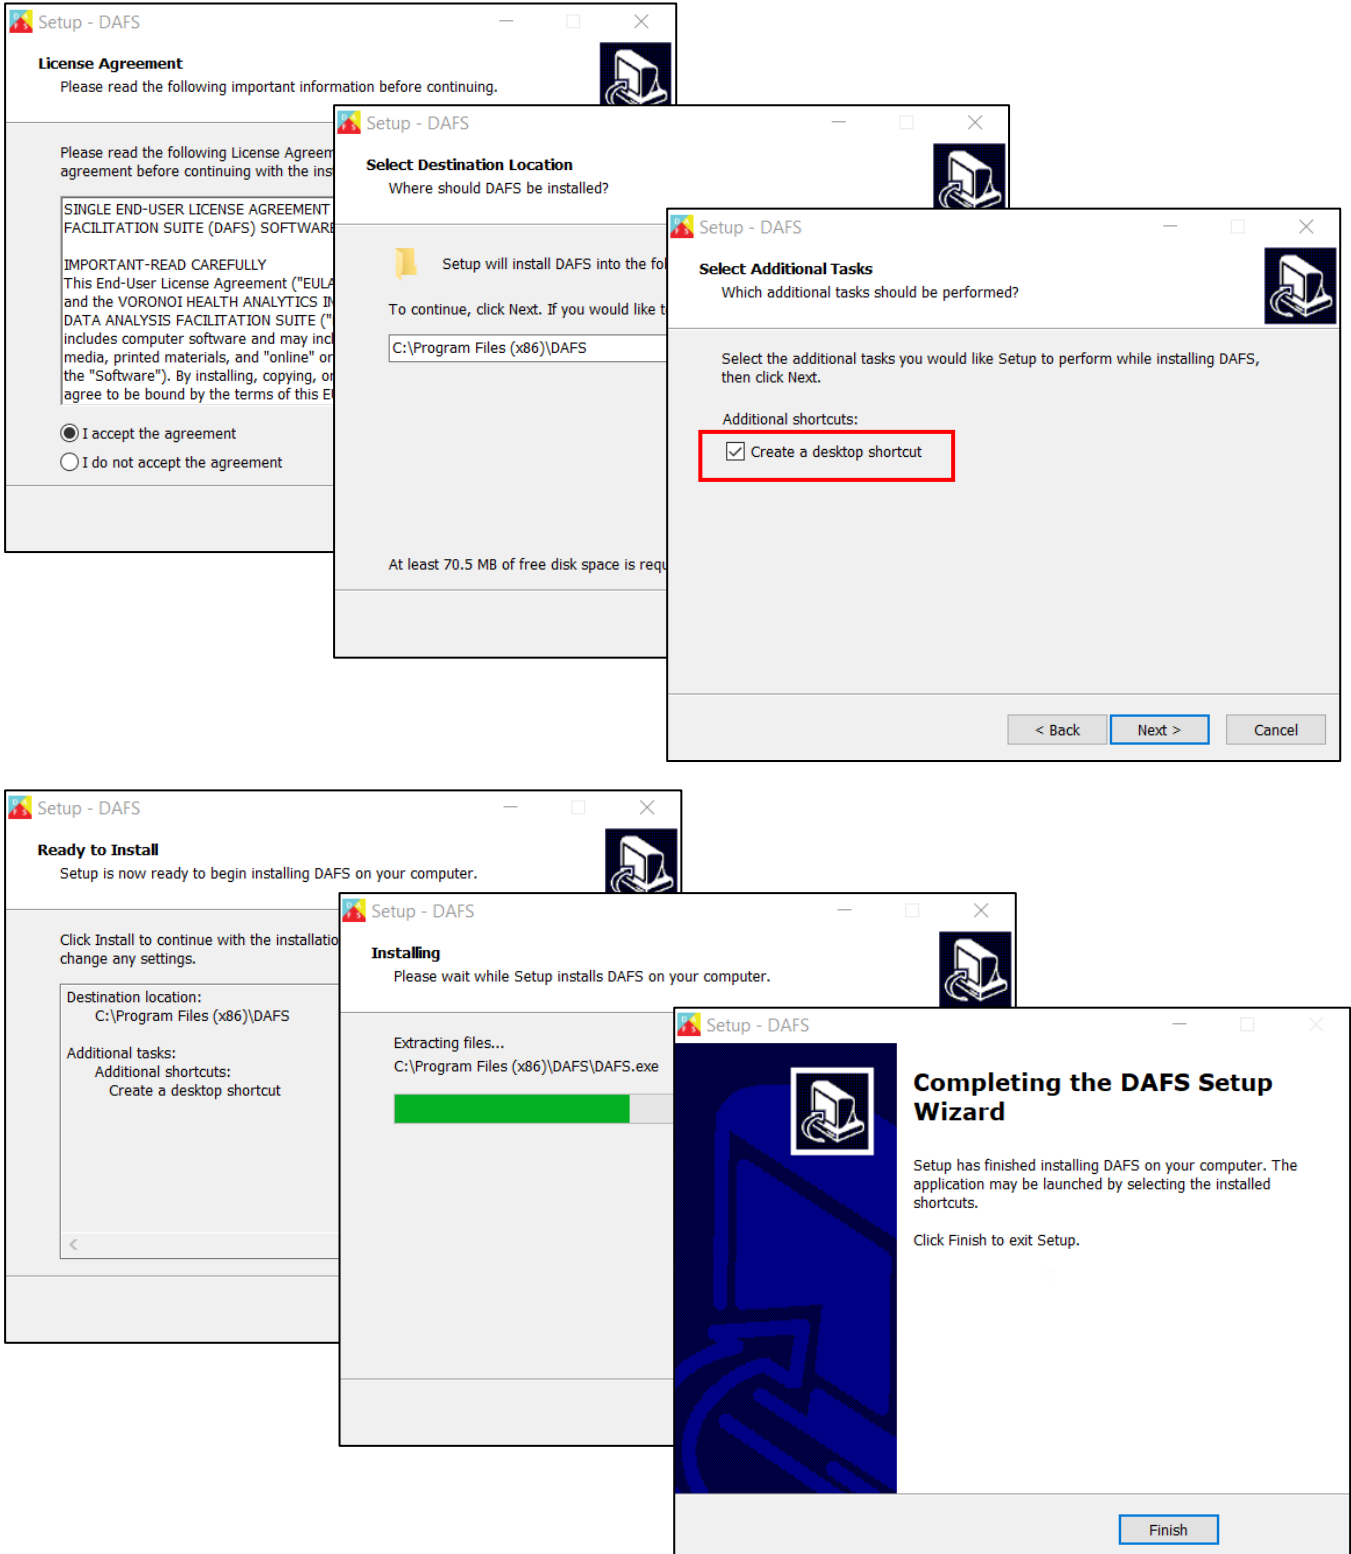 Setup - DAFS
License Agreement
Please read the following important information before continuing.
Please read the following License Agreem
agreement before continuing with the ins
SINGLE END-USER LICENSE AGREEMENT
FACILITATION SUITE (DAFS) SOFTWARE
IMPORTANT-READ CAREFULLY
This End-User License Agreement ("EULA
and the VORONOI HEALTH ANALYTICS IN
DATA ANALYSIS FACILITATION SUITE ("
includes computer software and may incl
media, printed materials, and "online" or
the "Software"). By installing, copying, or
agree to be bound by the terms of this E
I accept the agreement
I do not accept the agreement
Setup - DAFS
Select Destination Location
Where should DAFS be installed?
Setup will install DAFS into the fol
To continue, click Next. If you would like t
C:\Program Files (x86)\DAFS
At least 70.5 MB of free disk space is requ
Setup - DAFS
Select Additional Tasks
Which additional tasks should be performed?
Select the additional tasks you would like Setup to perform while installing DAFS,
then click Next.
Additional shortcuts:
Create a desktop shortcut
< Back
Next >
Cancel
Setup - DAFS
Ready to Install
Setup is now ready to begin installing DAFS on your computer.
Click Install to continue with the installatio
change any settings.
Destination location:
C:\Program Files (x86)\DAFS
Additional tasks:
Additional shortcuts:
Create a desktop shortcut
Setup - DAFS
Installing
Please wait while Setup installs DAFS on your computer.
Extracting files...
C:\Program Files (x86)\DAFS\DAFS.exe
Setup - DAFS
Completing the DAFS Setup
Wizard
Setup has finished installing DAFS on your computer. The
application may be launched by selecting the installed
shortcuts.
Click Finish to exit Setup.
Finish